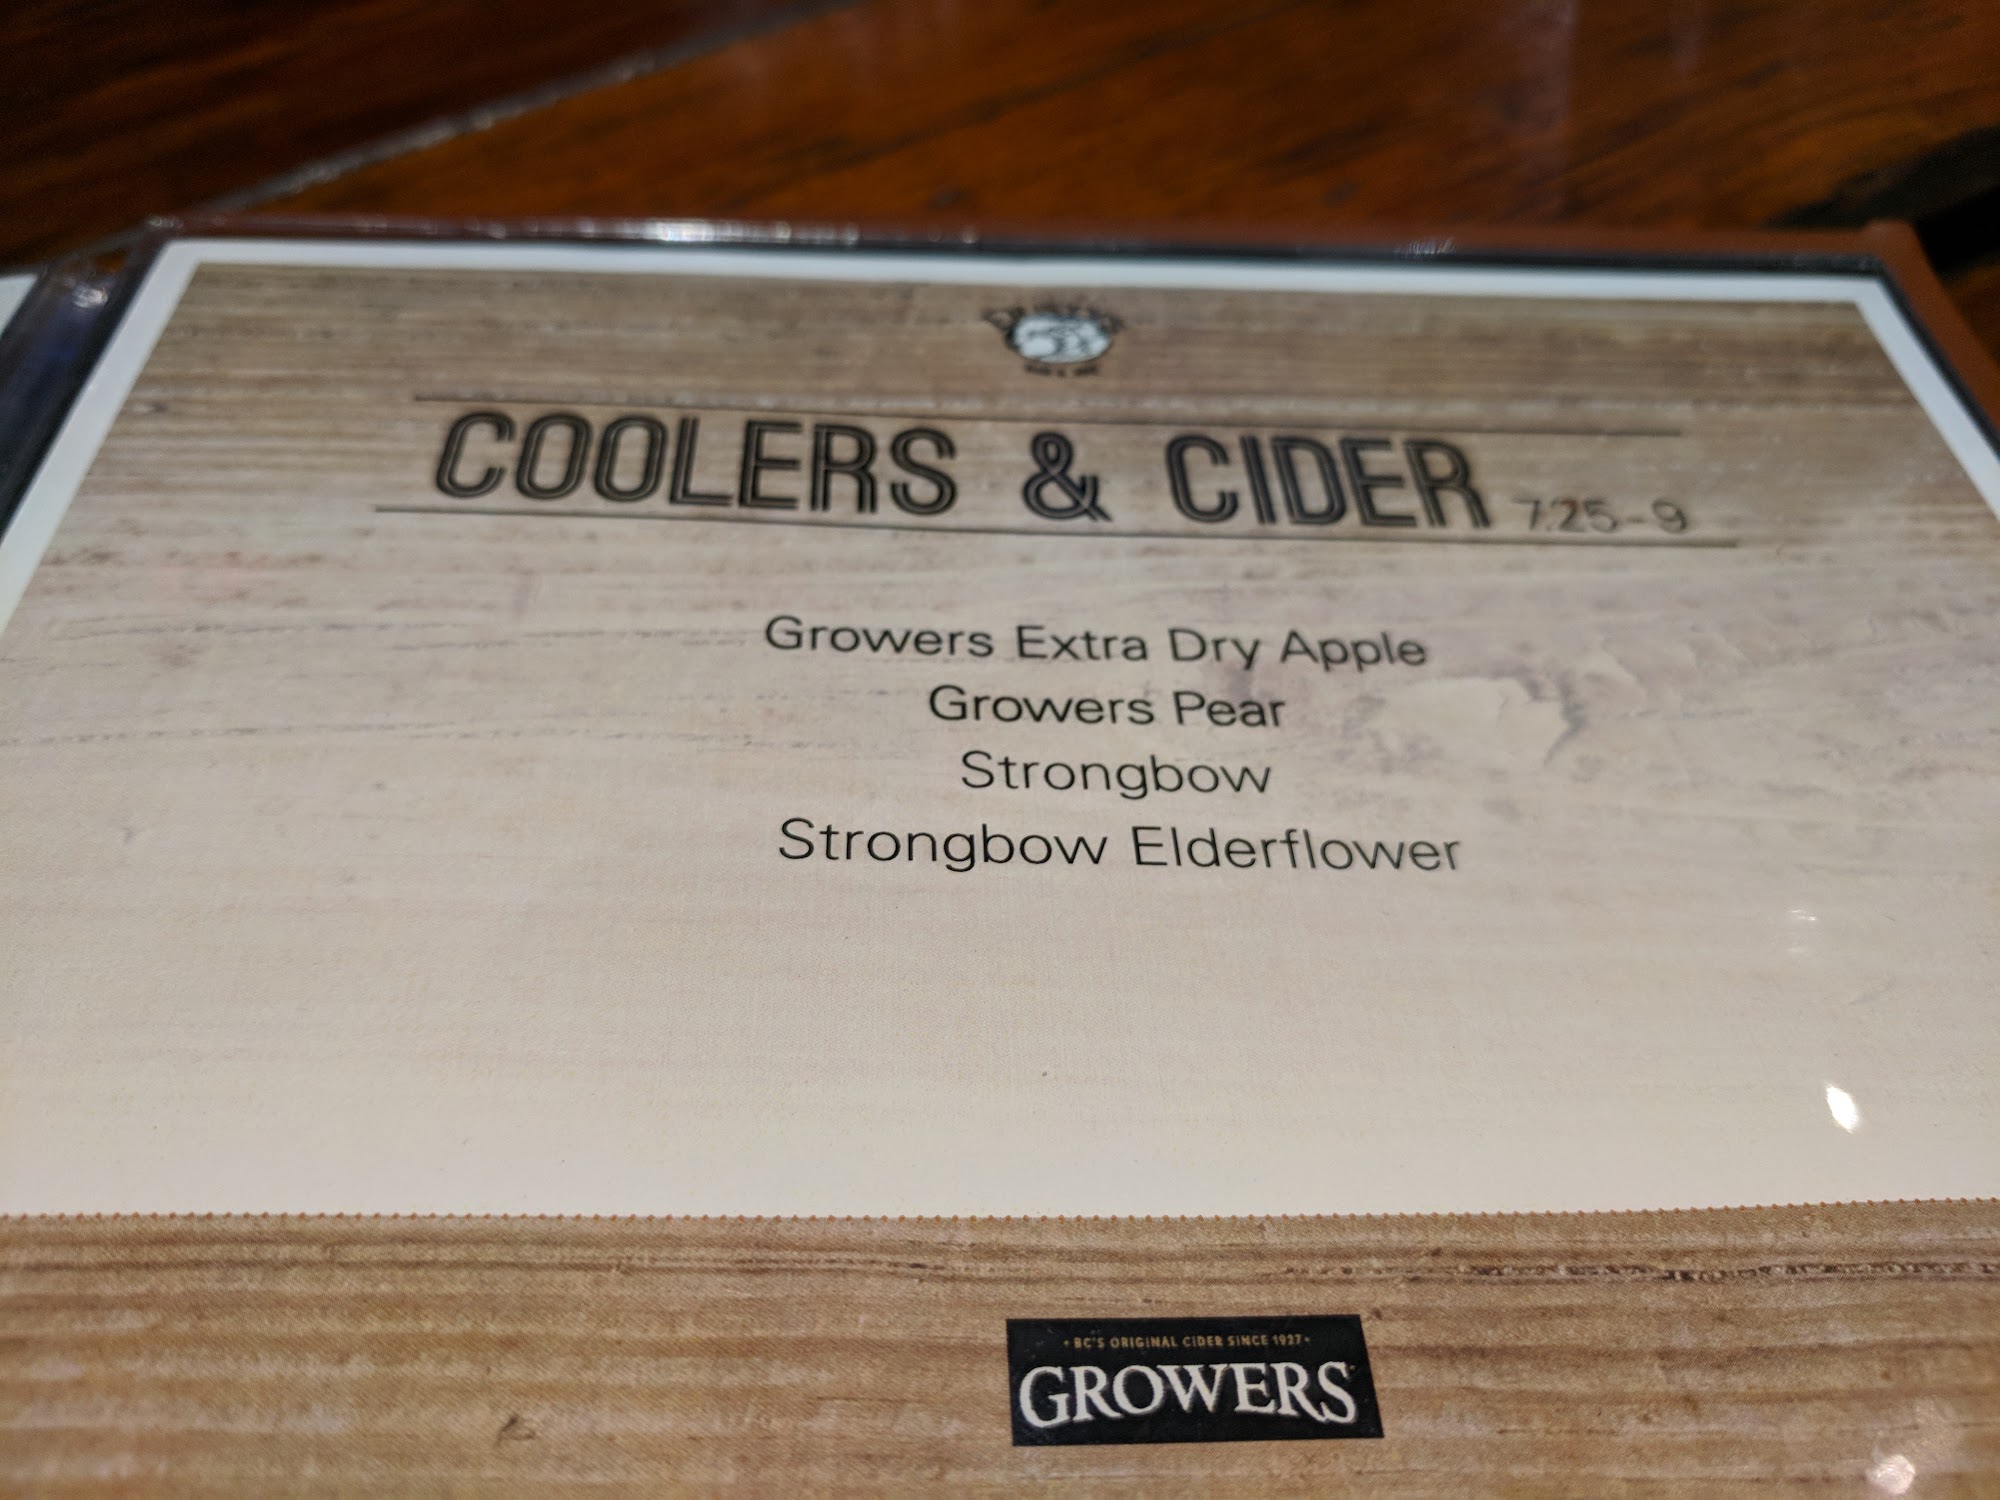 COOLERS & CIDER 7.25-9
Growers Extra Dry Apple
Growers Pear
Strongbow
Strongbow Elderflower
• BC'S ORIGINAL CIDER SINCE 1927 •
GROWERS